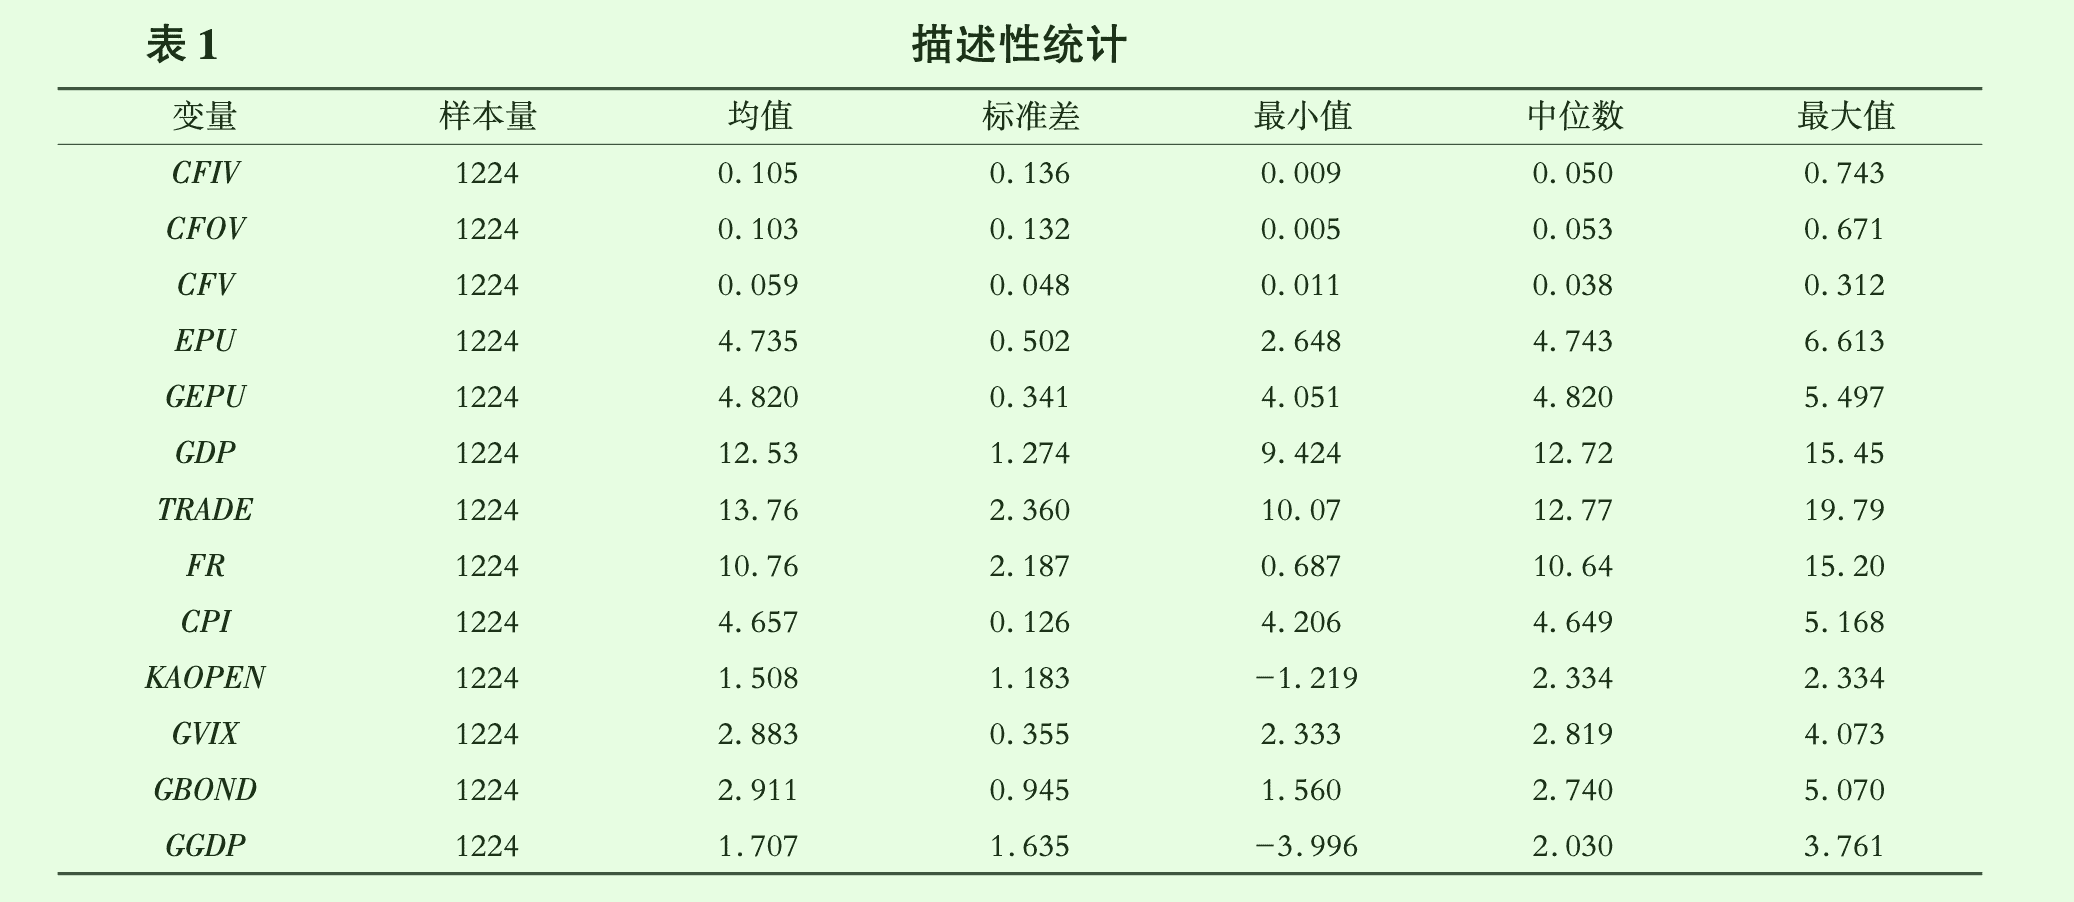 表1 描述性统计
变量 样本量 均值 标准差 最小值 中位数 最大值
CFIV 1224 0.105 0.136 0.009 0.050 0.743
CFOV 1224 0.103 0.132 0.005 0.053 0.671
CFV 1224 0.059 0.048 0.011 0.038 0.312
EPU 1224 4.735 0.502 2.648 4.743 6.613
GEPU 1224 4.820 0.341 4.051 4.820 5.497
GDP 1224 12.53 1.274 9.424 12.72 15.45
TRADE 1224 13.76 2.360 10.07 12.77 19.79
FR 1224 10.76 2.187 0.687 10.64 15.20
CPI 1224 4.657 0.126 4.206 4.649 5.168
KAOPEN 1224 1.508 1.183 −1.219 2.334 2.334
GVIX 1224 2.883 0.355 2.333 2.819 4.073
GBOND 1224 2.911 0.945 1.560 2.740 5.070
GGDP 1224 1.707 1.635 −3.996 2.030 3.761